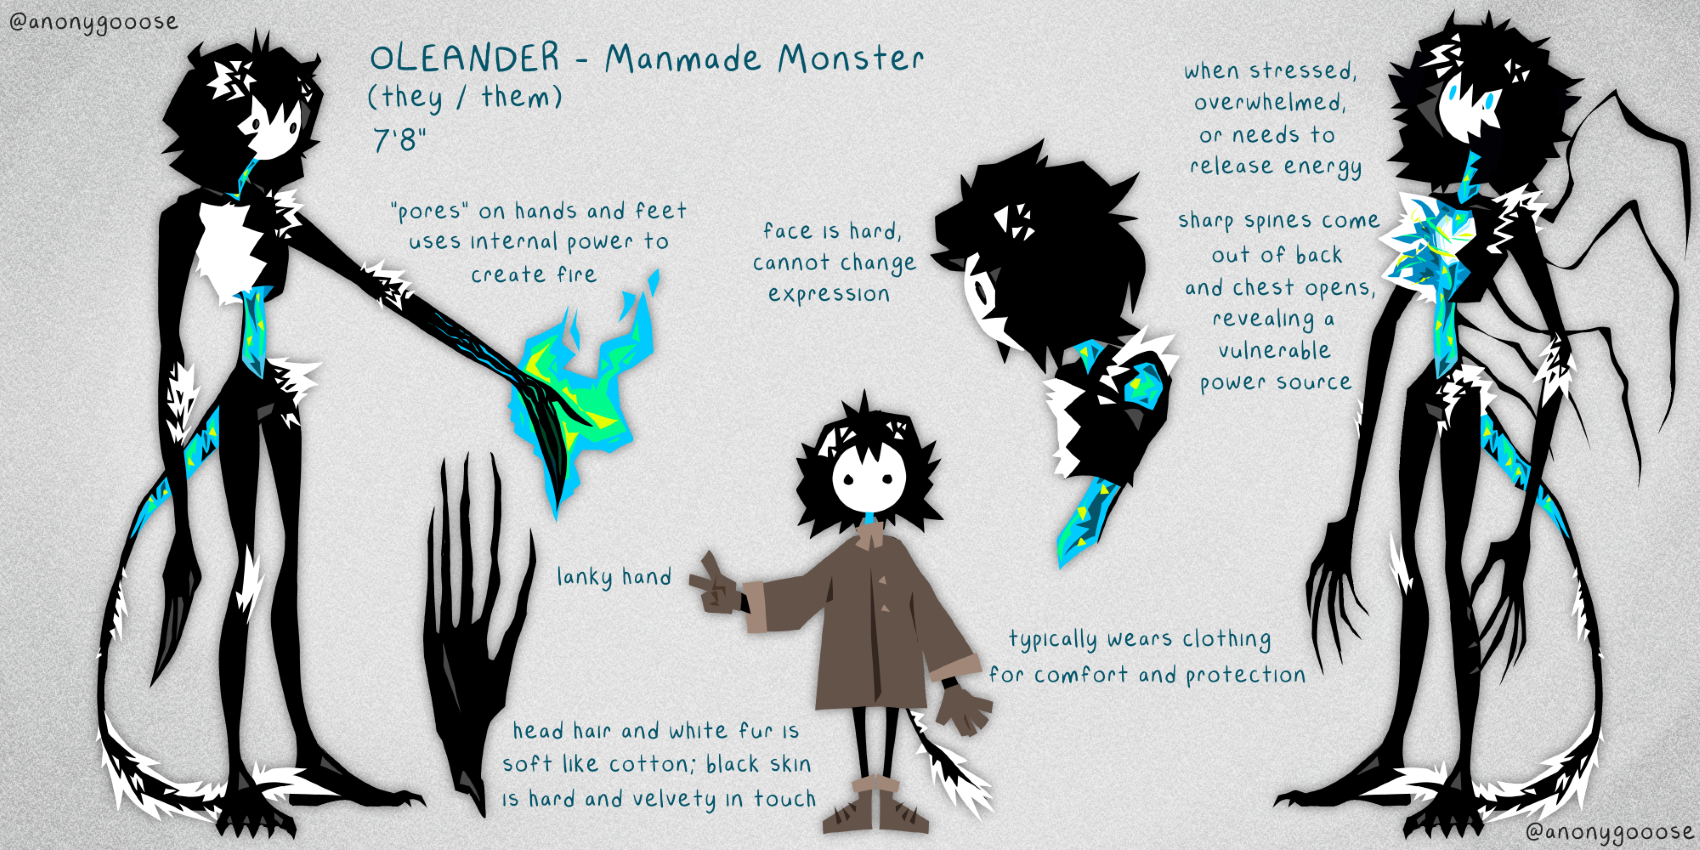 @anonygooose
OLEANDER - Manmade Monster
(they / them)
7'8"
"pores" on hands and feet
uses internal power to
create fire
face is hard,
cannot change
expression
when stressed,
overwhelmed,
or needs to
release energy
sharp spines come
out of back
and chest opens,
revealing a
vulnerable
power source
lanky hand
typically wears clothing
for comfort and protection
head hair and white fur is
soft like cotton; black skin
is hard and velvety in touch
@anonygooose